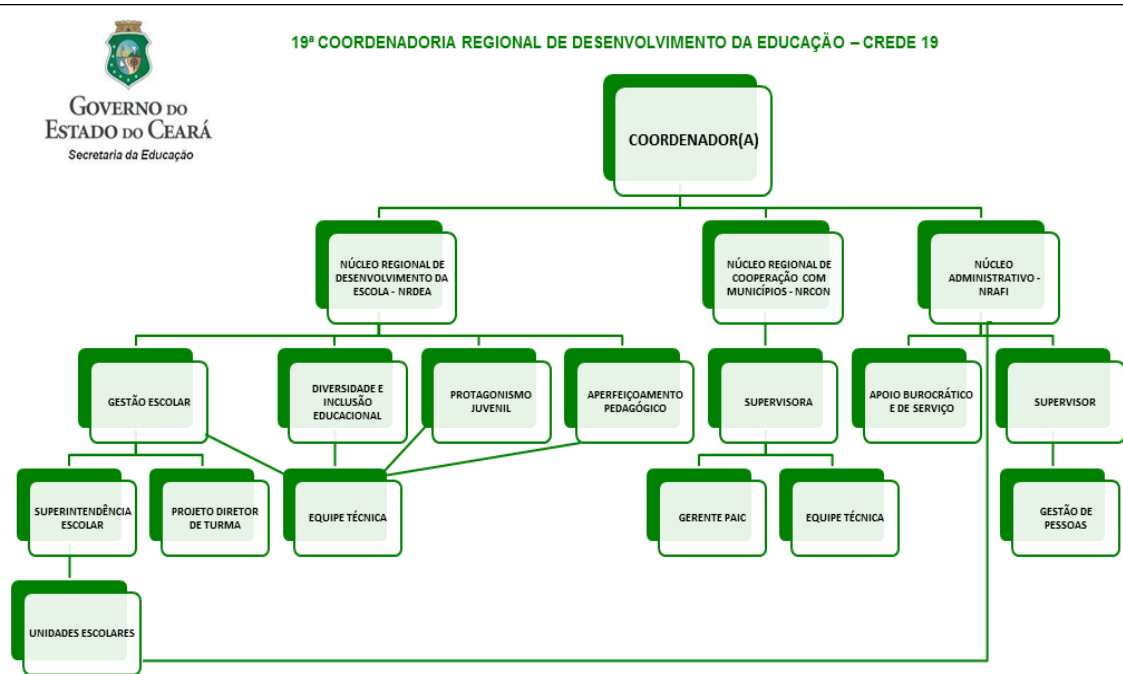 19ª COORDENADORIA REGIONAL DE DESENVOLVIMENTO DA EDUCAÇÃO – CREDE 19
GOVERNO DO
ESTADO DO CEARÁ
Secretaria da Educação
COORDENADOR(A)
NÚCLEO REGIONAL DE
DESENVOLVIMENTO DA
ESCOLA - NRDEA
NÚCLEO REGIONAL DE
COOPERAÇÃO COM
MUNICÍPIOS - NRCON
NÚCLEO
ADMINISTRATIVO -
NRAFI
GESTÃO ESCOLAR
DIVERSIDADE E
INCLUSÃO
EDUCACIONAL
PROTAGONISMO
JUVENIL
APERFEIÇOAMENTO
PEDAGÓGICO
SUPERVISORA
APOIO BUROCRÁTICO
E DE SERVIÇO
SUPERVISOR
SUPERINTENDÊNCIA
ESCOLAR
PROJETO DIRETOR
DE TURMA
EQUIPE TÉCNICA
GERENTE PAIC
EQUIPE TÉCNICA
GESTÃO DE
PESSOAS
UNIDADES ESCOLARES